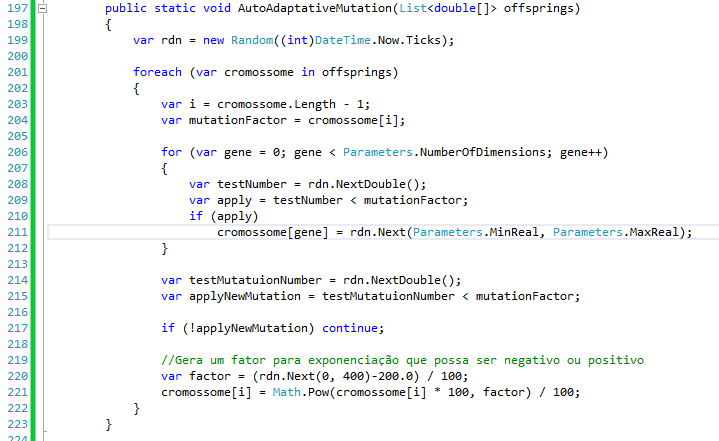 197 public static void AutoAdaptativeMutation(List<double[]> offsprings)
198 {
199 var rdn = new Random((int)DateTime.Now.Ticks);
200
201 foreach (var cromossome in offsprings)
202 {
203 var i = cromossome.Length - 1;
204 var mutationFactor = cromossome[i];
205
206 for (var gene = 0; gene < Parameters.NumberOfDimensions; gene++)
207 {
208 var testNumber = rdn.NextDouble();
209 var apply = testNumber < mutationFactor;
210 if (apply)
211 cromossome[gene] = rdn.Next(Parameters.MinReal, Parameters.MaxReal);
212 }
213
214 var testMutatuionNumber = rdn.NextDouble();
215 var applyNewMutation = testMutatuionNumber < mutationFactor;
216
217 if (!applyNewMutation) continue;
218
219 //Gera um fator para exponenciação que possa ser negativo ou positivo
220 var factor = (rdn.Next(0, 400)-200.0) / 100;
221 cromossome[i] = Math.Pow(cromossome[i] * 100, factor) / 100;
222 }
223 }
224